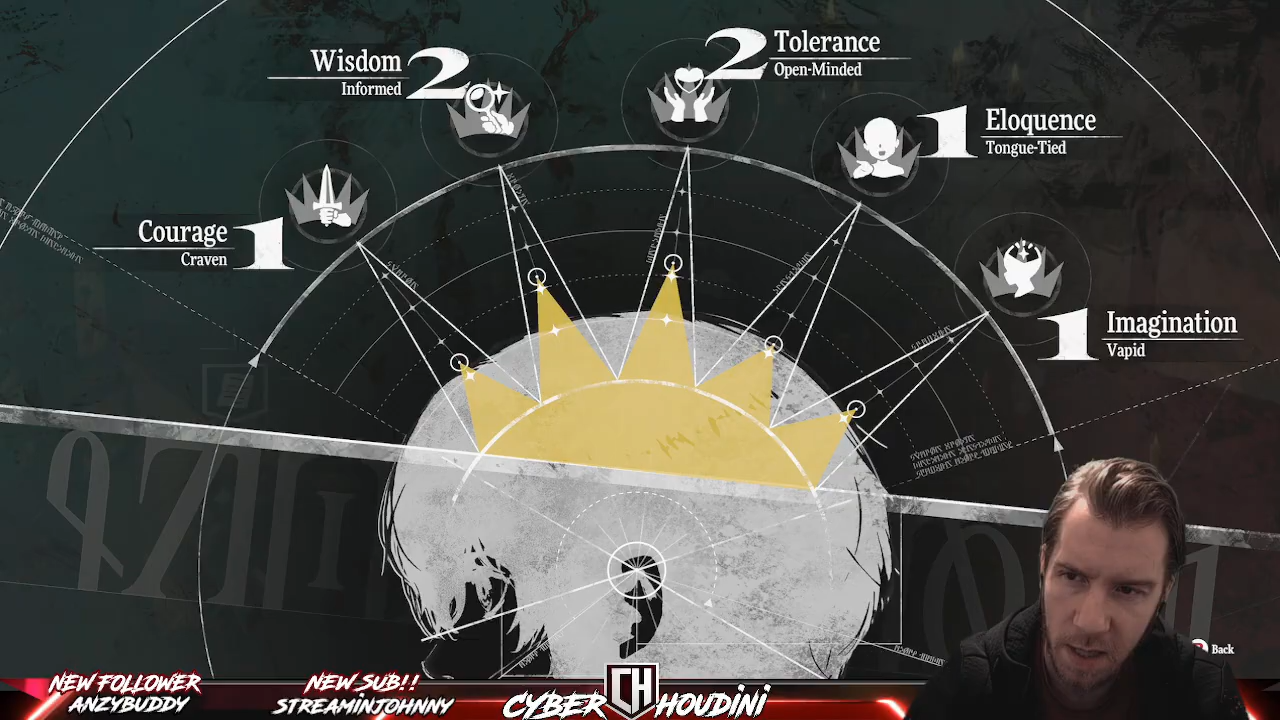 Wisdom 2
Informed
2 Tolerance
Open-Minded
1 Eloquence
Tongue-Tied
Courage 1
Craven
1 Imagination
Vapid
Back
NEW FOLLOWER
ANZYBUDDY
NEW SUB!!
STREAMINJOHNNY
CYBER CH HOUDINI